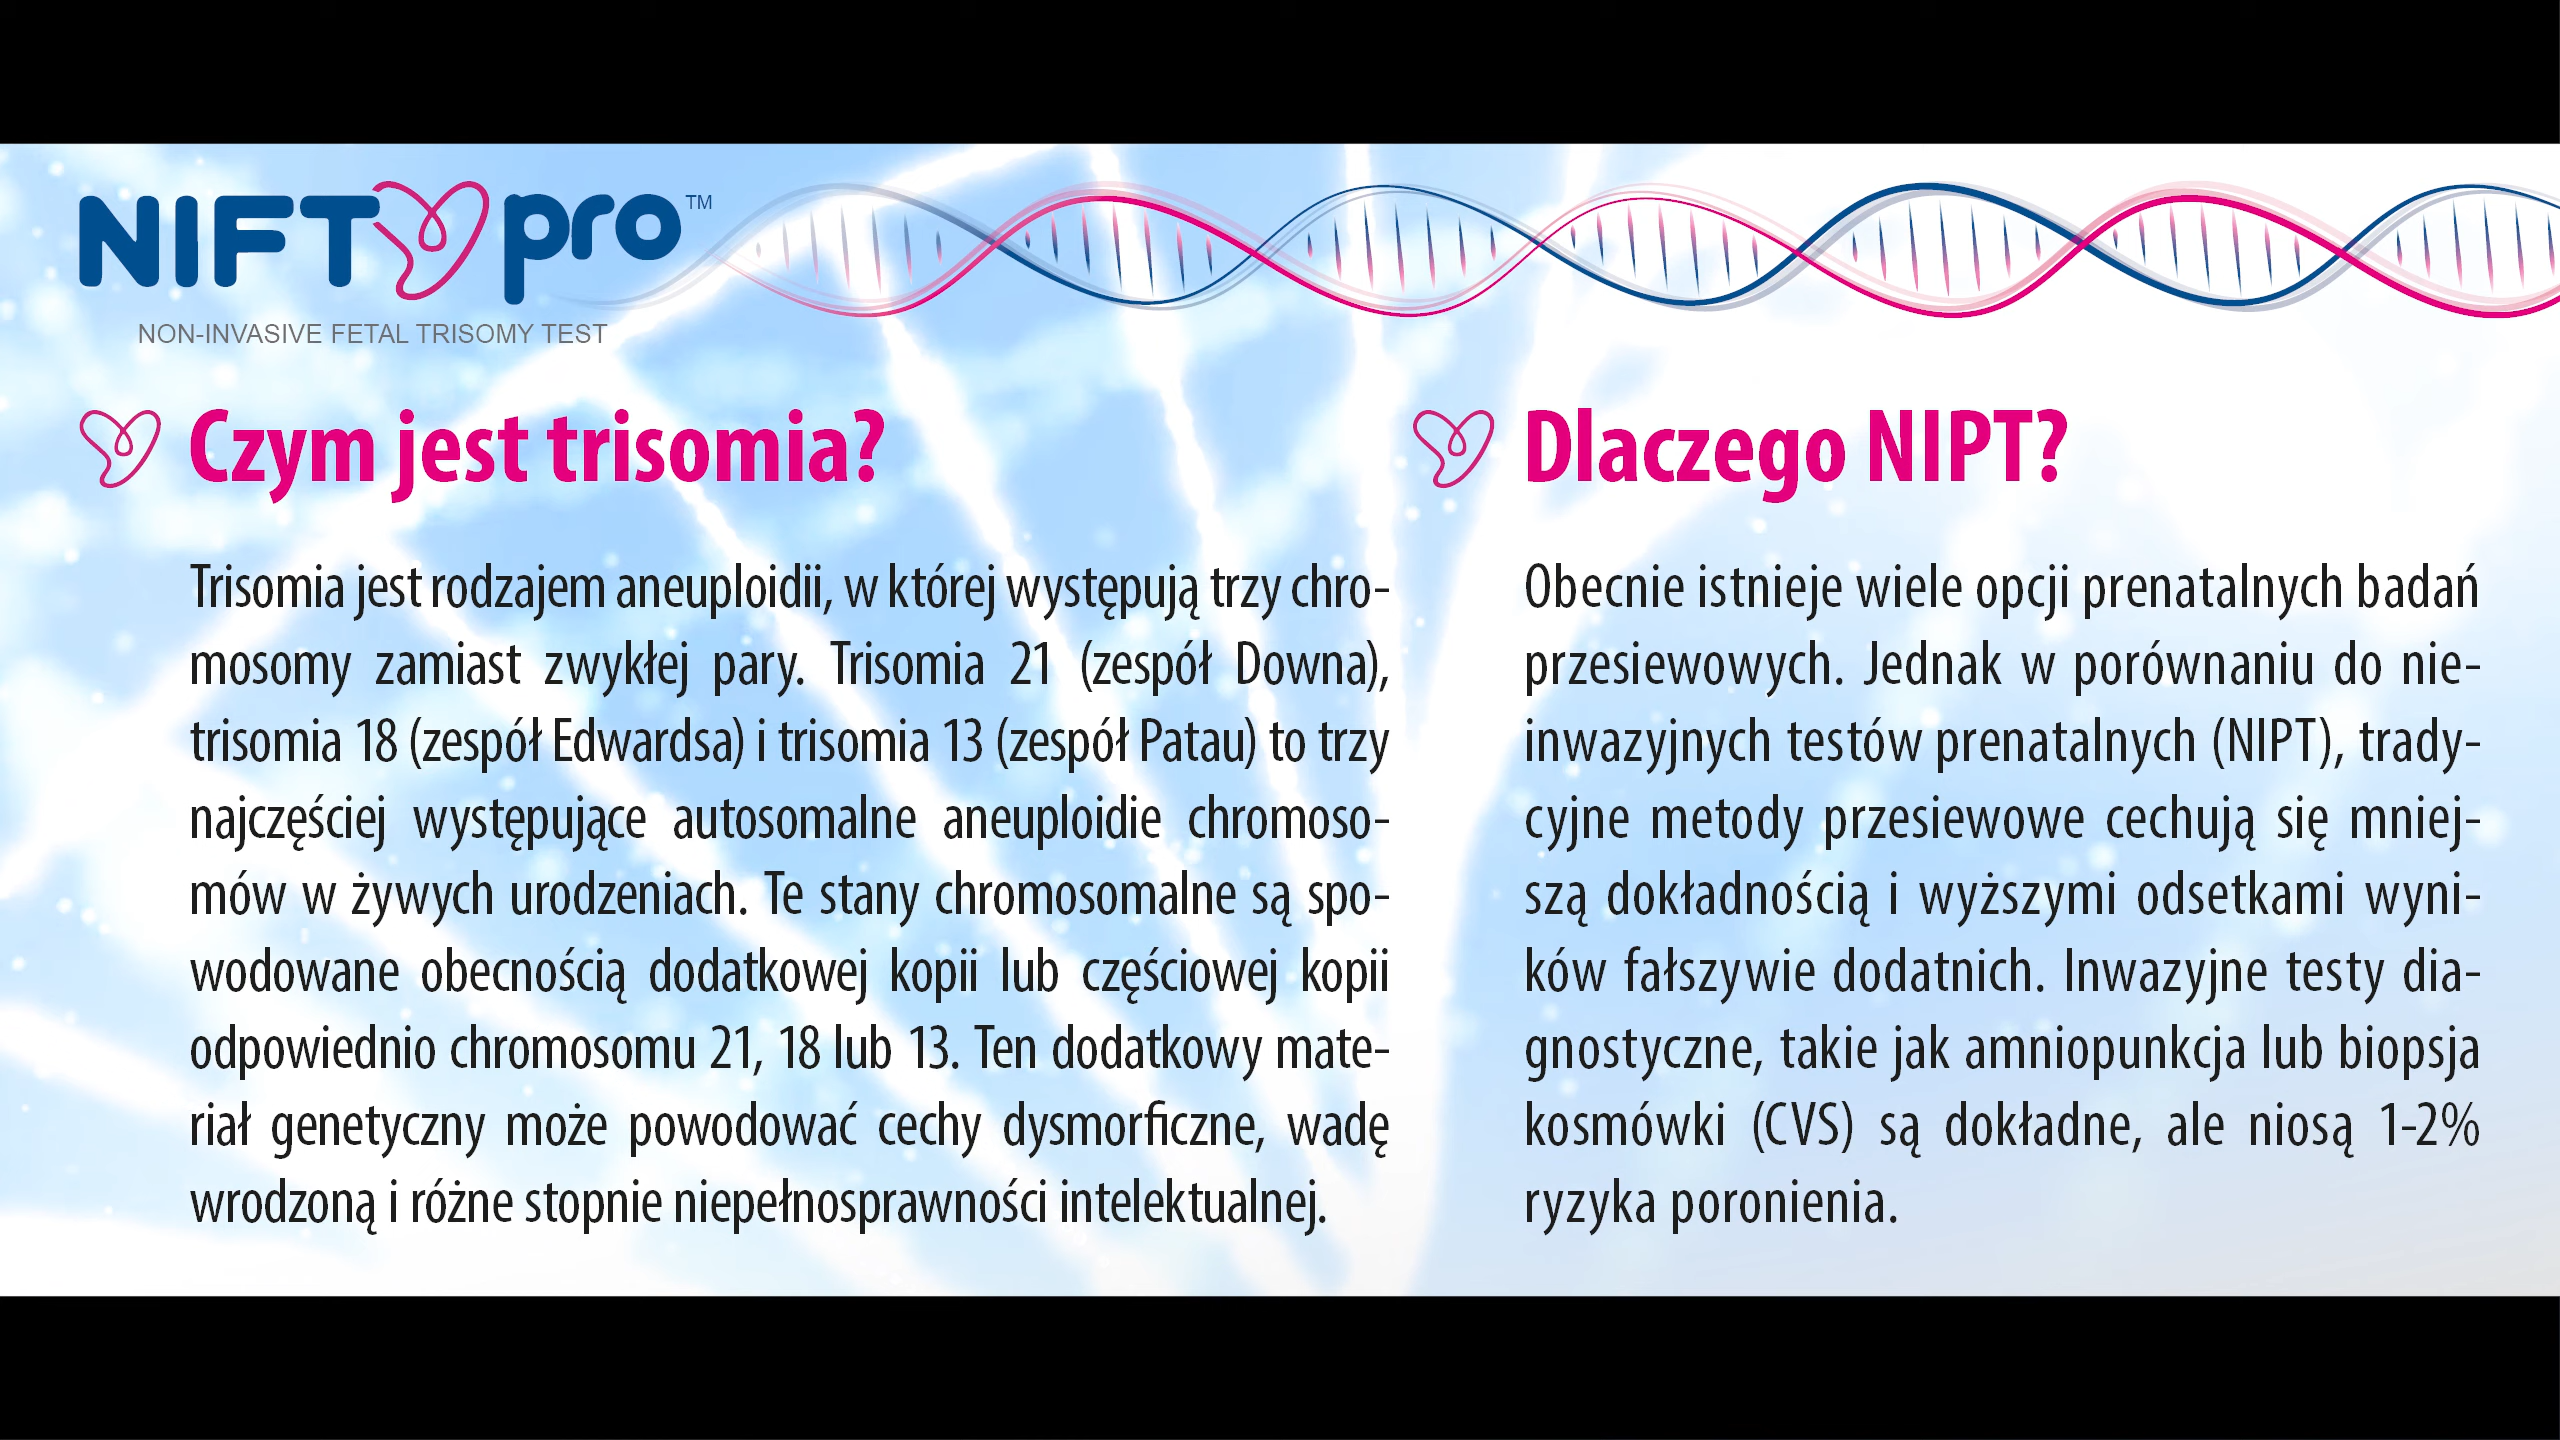 NIFTY pro™
NON-INVASIVE FETAL TRISOMY TEST
Czym jest trisomia?
Trisomia jest rodzajem aneuploidii, w której występują trzy chro-
mosomy zamiast zwykłej pary. Trisomia 21 (zespół Downa),
trisomia 18 (zespół Edwardsa) i trisomia 13 (zespół Patau) to trzy
najczęściej występujące autosomalne aneuploidie chromoso-
mów w żywych urodzeniach. Te stany chromosomalne są spo-
wodowane obecnością dodatkowej kopii lub częściowej kopii
odpowiednio chromosomu 21, 18 lub 13. Ten dodatkowy mate-
riał genetyczny może powodować cechy dysmorficzne, wadę
wrodzoną i różne stopnie niepełnosprawności intelektualnej.
Dlaczego NIPT?
Obecnie istnieje wiele opcji prenatalnych badań
przesiewowych. Jednak w porównaniu do nie-
inwazyjnych testów prenatalnych (NIPT), trady-
cyjne metody przesiewowe cechują się mniej-
szą dokładnością i wyższymi odsetkami wyni-
ków fałszywie dodatnich. Inwazyjne testy dia-
gnostyczne, takie jak amniopunkcja lub biopsja
kosmówki (CVS) są dokładne, ale niosą 1-2%
ryzyka poronienia.